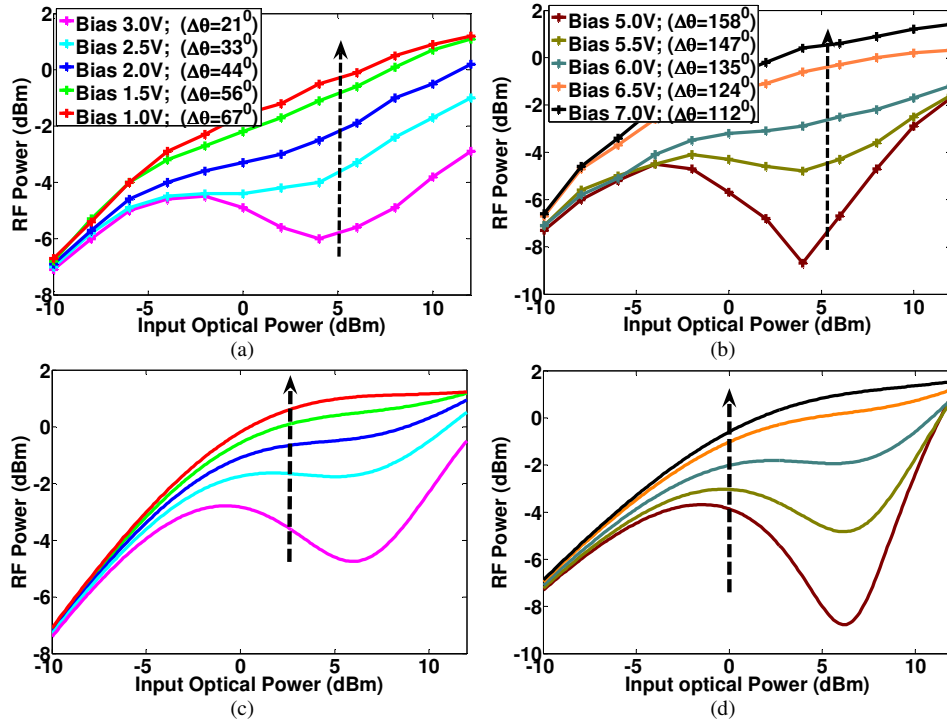 2
0
-2
-4
-6
-8
-10
-5
0
5
10
RF Power (dBm)
Input Optical Power (dBm)
Bias 3.0V; (Δθ=21⁰)
Bias 2.5V; (Δθ=33⁰)
Bias 2.0V; (Δθ=44⁰)
Bias 1.5V; (Δθ=56⁰)
Bias 1.0V; (Δθ=67⁰)
(a)
2
0
-2
-4
-6
-8
-10
-10
-5
0
5
10
RF Power (dBm)
Input Optical Power (dBm)
Bias 5.0V; (Δθ=158⁰)
Bias 5.5V; (Δθ=147⁰)
Bias 6.0V; (Δθ=135⁰)
Bias 6.5V; (Δθ=124⁰)
Bias 7.0V; (Δθ=112⁰)
(b)
2
0
-2
-4
-6
-8
-10
-5
0
5
10
RF Power (dBm)
Input Optical Power (dBm)
(c)
2
0
-2
-4
-6
-8
-10
-10
-5
0
5
10
RF Power (dBm)
Input optical Power (dBm)
(d)